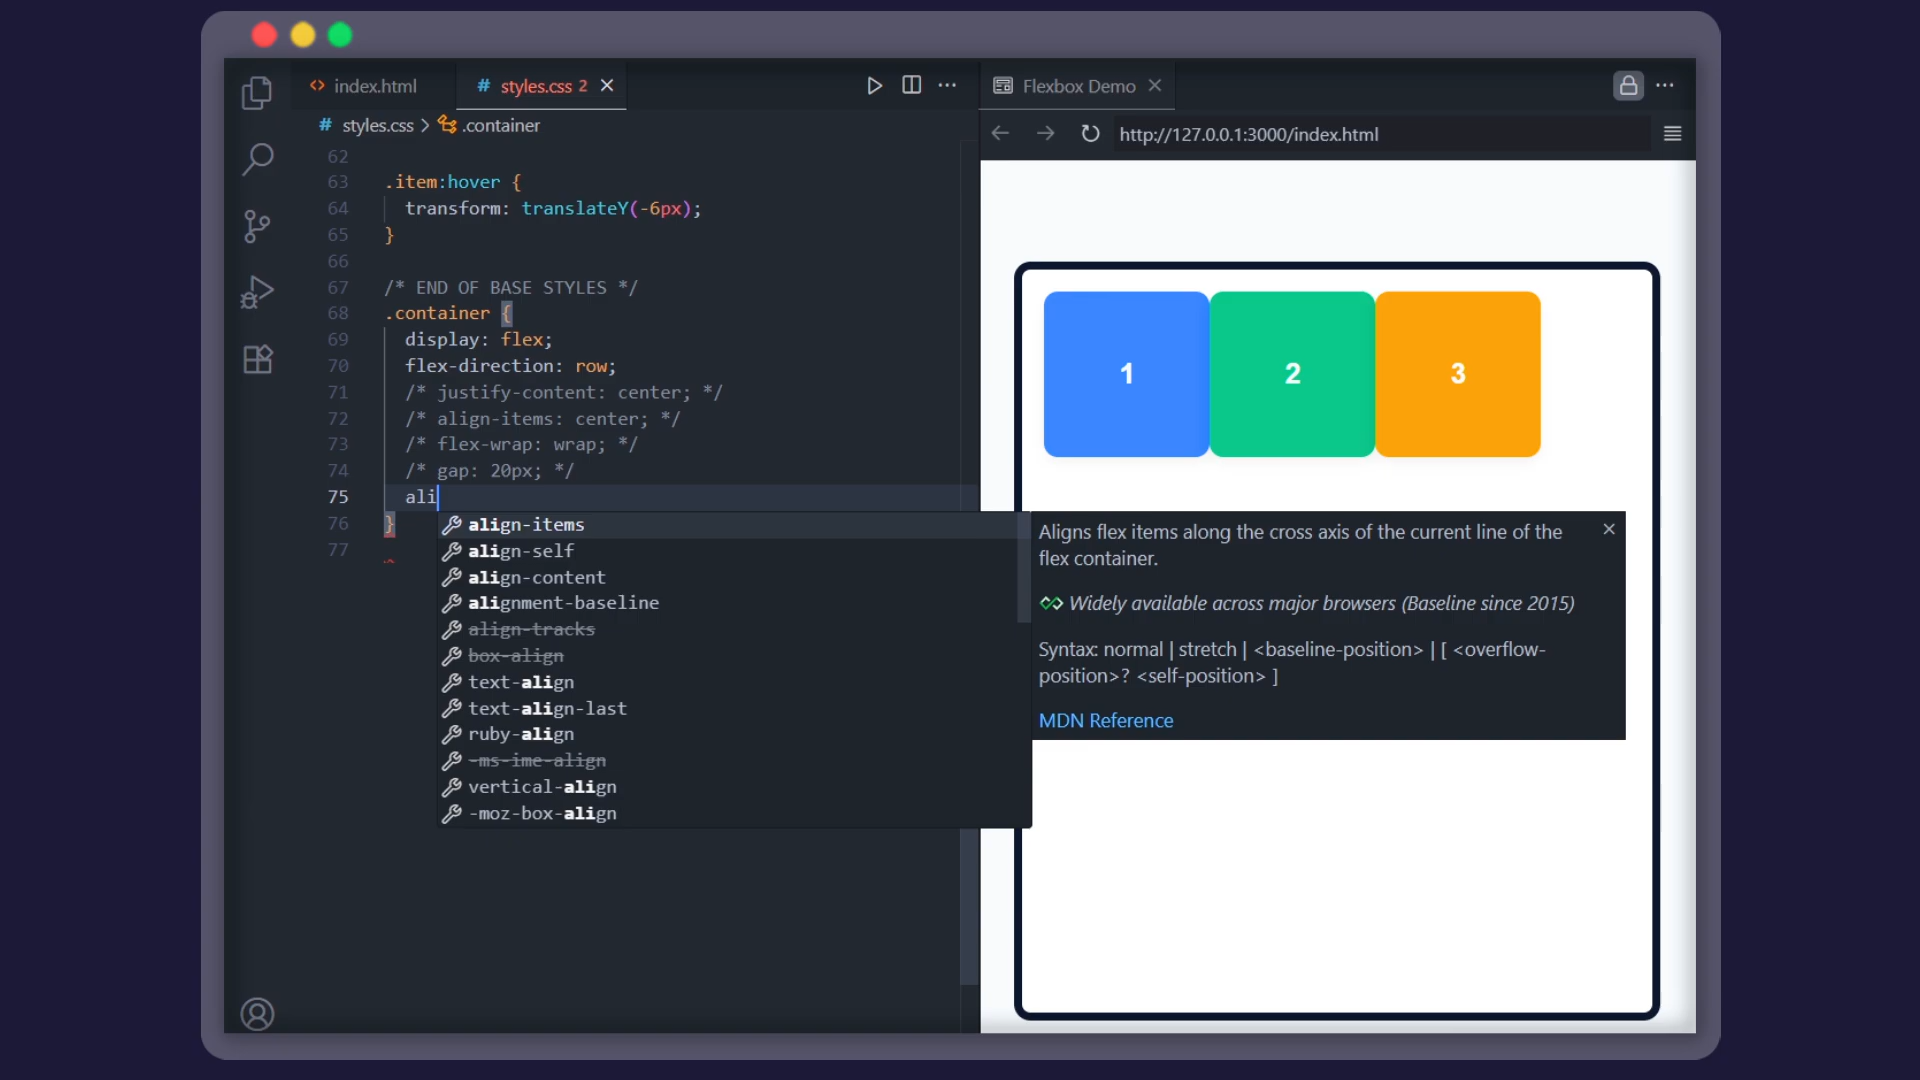 index.html
styles.css 2
styles.css > .container
62
63 .item:hover {
64 transform: translateY(-6px);
65 }
66
67 /* END OF BASE STYLES */
68 .container {
69 display: flex;
70 flex-direction: row;
71 /* justify-content: center; */
72 /* align-items: center; */
73 /* flex-wrap: wrap; */
74 /* gap: 20px; */
75 ali
76 }
77
align-items
align-self
align-content
alignment-baseline
align-tracks
box-align
text-align
text-align-last
ruby-align
-ms-ime-align
vertical-align
-moz-box-align
Flexbox Demo
http://127.0.0.1:3000/index.html
1
2
3
Aligns flex items along the cross axis of the current line of the
flex container.
Widely available across major browsers (Baseline since 2015)
Syntax: normal | stretch | <baseline-position> | [ <overflow-
position>? <self-position> ]
MDN Reference